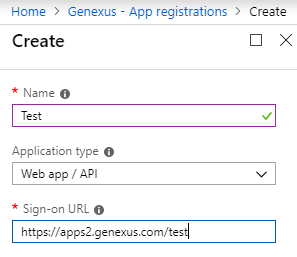 Home > Genexus - App registrations > Create
Create
* Name
Test
Application type
Web app / API
* Sign-on URL
https://apps2.genexus.com/test